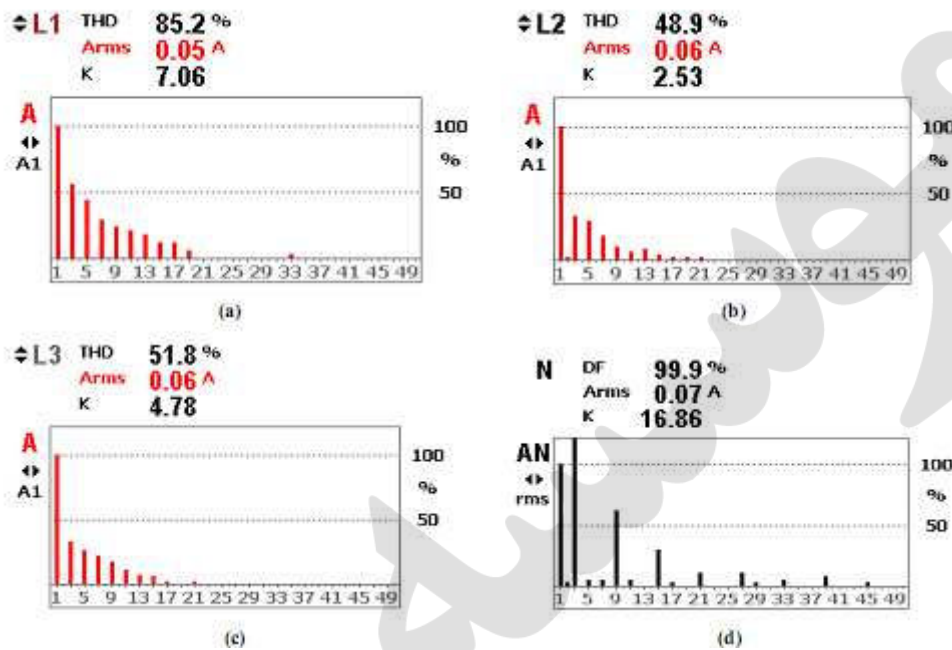 L1 THD 85.2 %
Arms 0.05 A
K 7.06
A
A1
100
%
50
1 5 9 13 17 21 25 29 33 37 41 45 49
(a)
L2 THD 48.9 %
Arms 0.06 A
K 2.53
A
A1
100
%
50
1 5 9 13 17 21 25 29 33 37 41 45 49
(b)
L3 THD 51.8 %
Arms 0.06 A
K 4.78
A
A1
100
%
50
1 5 9 13 17 21 25 29 33 37 41 45 49
(c)
N DF 99.9 %
Arms 0.07 A
K 16.86
AN
rms
100
%
50
1 5 9 13 17 21 25 29 33 37 41 45 49
(d)